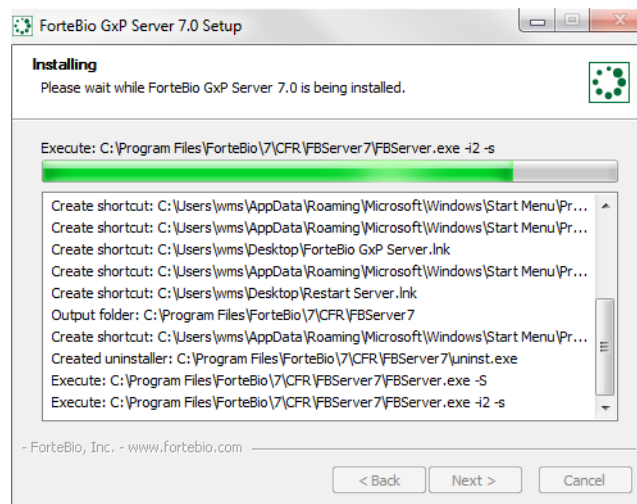 ForteBio GxP Server 7.0 Setup
Installing
Please wait while ForteBio GxP Server 7.0 is being installed.
Execute: C:\Program Files\ForteBio\7\CFR\FBServer7\FBServer.exe -i2 -s
Create shortcut: C:\Users\wms\AppData\Roaming\Microsoft\Windows\Start Menu\Pr...
Create shortcut: C:\Users\wms\AppData\Roaming\Microsoft\Windows\Start Menu\Pr...
Create shortcut: C:\Users\wms\Desktop\ForteBio GxP Server.lnk
Create shortcut: C:\Users\wms\AppData\Roaming\Microsoft\Windows\Start Menu\Pr...
Create shortcut: C:\Users\wms\Desktop\Restart Server.lnk
Output folder: C:\Program Files\ForteBio\7\CFR\FBServer7
Create shortcut: C:\Users\wms\AppData\Roaming\Microsoft\Windows\Start Menu\Pr...
Created uninstaller: C:\Program Files\ForteBio\7\CFR\FBServer7\uninst.exe
Execute: C:\Program Files\ForteBio\7\CFR\FBServer7\FBServer.exe -S
Execute: C:\Program Files\ForteBio\7\CFR\FBServer7\FBServer.exe -i2 -s
- ForteBio, Inc. - www.fortebio.com
< Back Next > Cancel